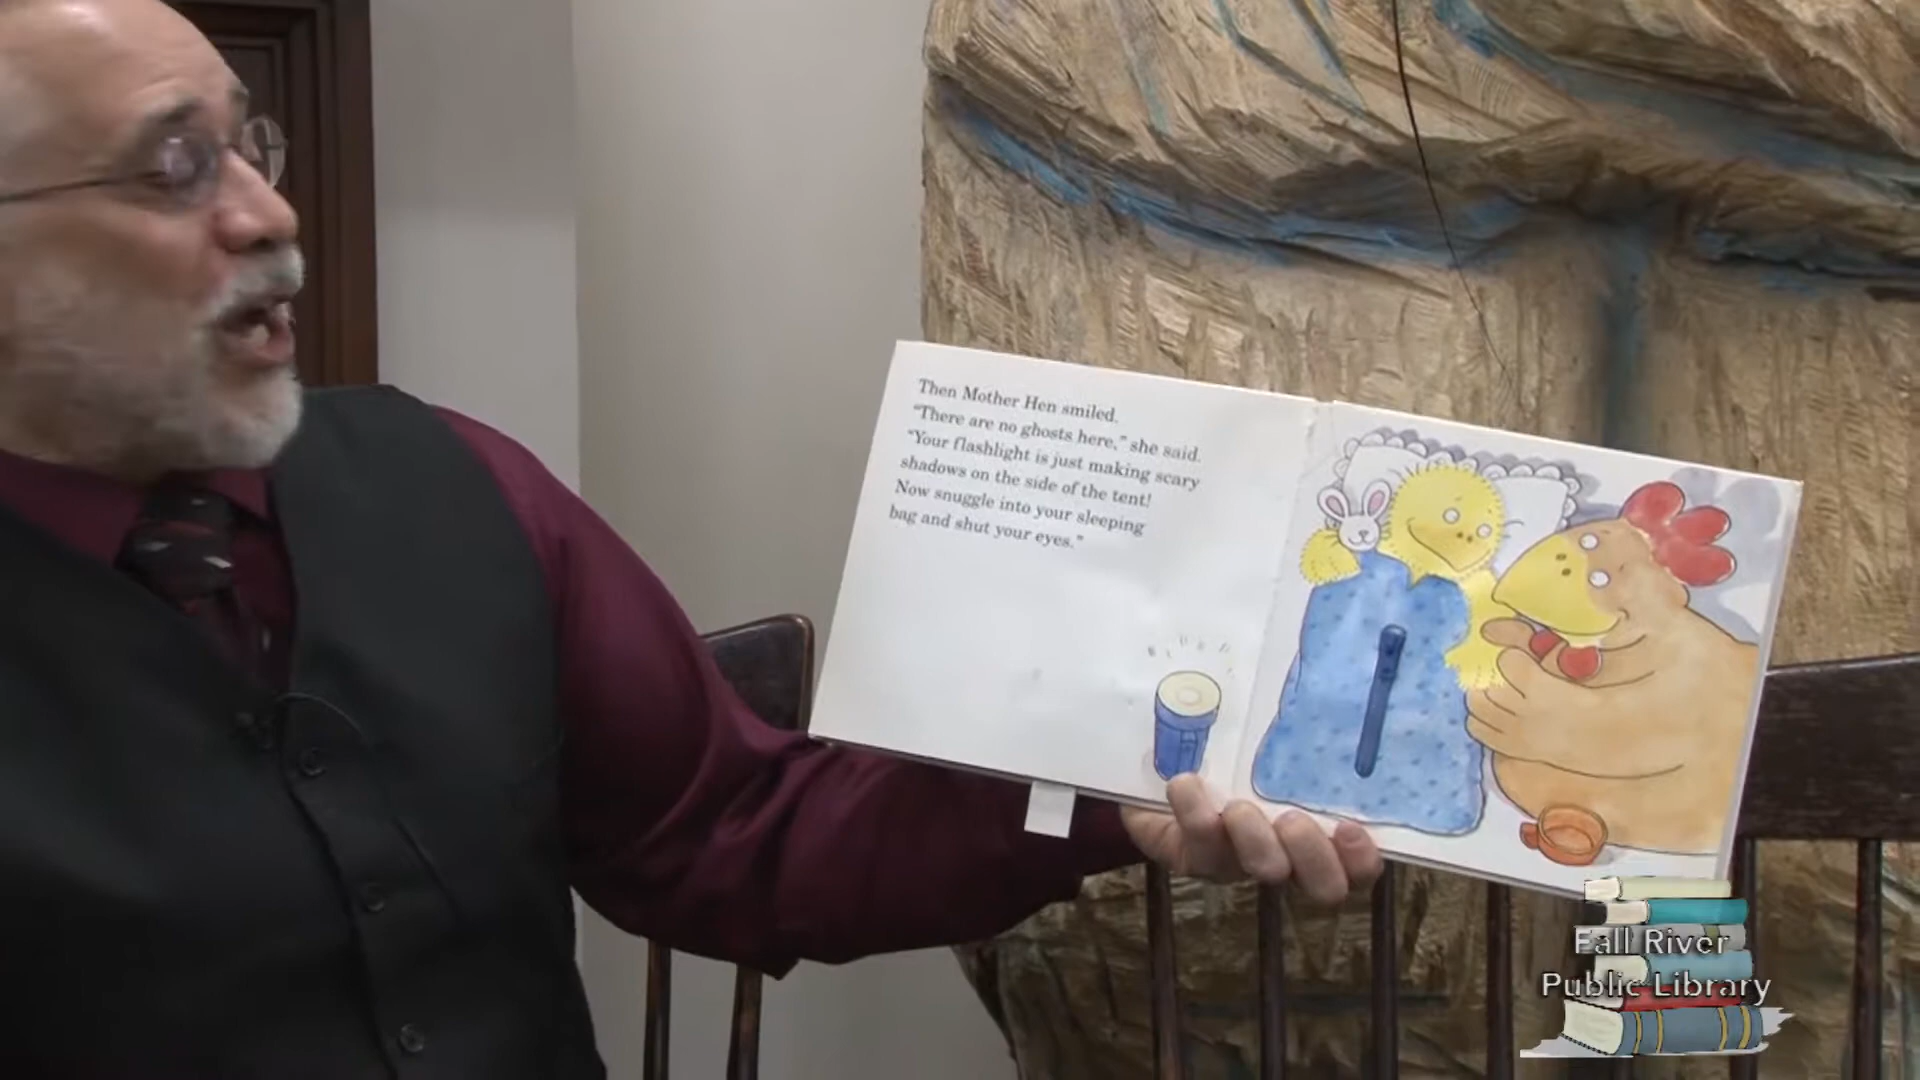 Then Mother Hen smiled.
"There are no ghosts here," she said.
"Your flashlight is just making scary
shadows on the side of the tent!
Now snuggle into your sleeping
bag and shut your eyes."
Fall River
Public Library